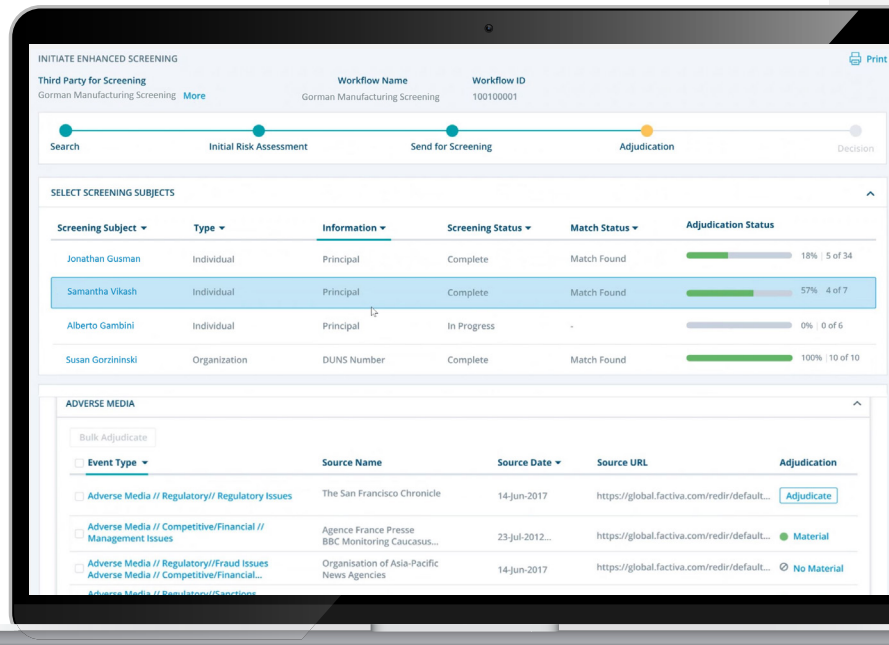 INITIATE ENHANCED SCREENING
Print
Third Party for Screening
Workflow Name
Workflow ID
Gorman Manufacturing Screening More
Gorman Manufacturing Screening
100100001
Search
Initial Risk Assessment
Send for Screening
Adjudication
Decision
SELECT SCREENING SUBJECTS
Screening Subject Type Information Screening Status Match Status Adjudication Status
Jonathan Gusman Individual Principal Complete Match Found 18% | 5 of 34
Samantha Vikash Individual Principal Complete Match Found 57% 4 of 7
Alberto Gambini Individual Principal In Progress - 0% | 0 of 6
Susan Gorzininski Organization DUNS Number Complete Match Found 100% | 10 of 10
ADVERSE MEDIA
Bulk Adjudicate
Event Type Source Name Source Date Source URL Adjudication
Adverse Media // Regulatory// Regulatory Issues The San Francisco Chronicle 14-Jun-2017 https://global.factiva.com/redir/default... Adjudicate
Adverse Media // Competitive/Financial //
Management Issues
Agence France Presse
BBC Monitoring Caucasus...
23-Jul-2012...
https://global.factiva.com/redir/default...
Material
Adverse Media // Regulatory//Fraud Issues
Adverse Media // Competitive/Financial...
Organisation of Asia-Pacific
News Agencies
14-Jun-2017
https://global.factiva.com/redir/default...
No Material
Adverse Media // Regulatory//Sanctions